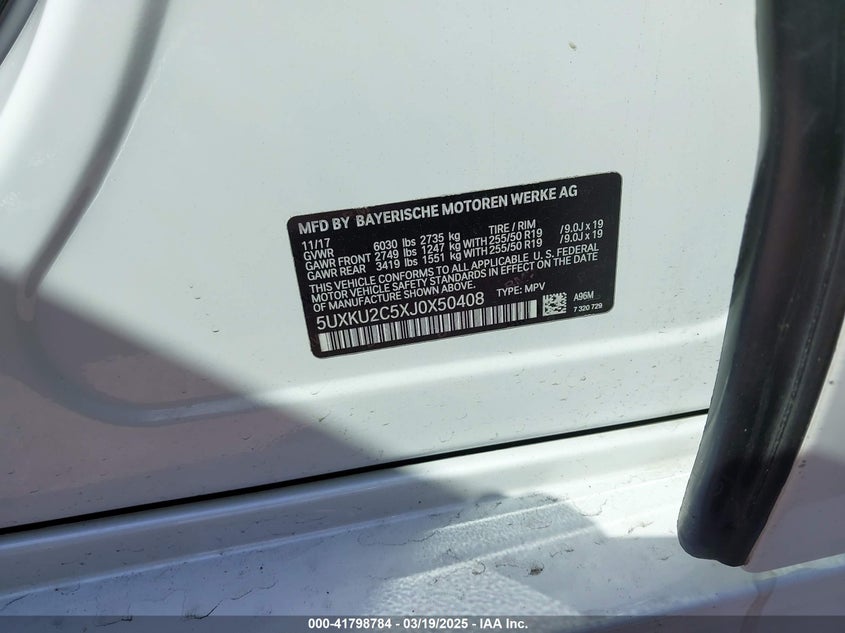 MFD BY BAYERISCHE MOTOREN WERKE AG
11/17 TIRE / RIM
GVWR 6030 lbs 2735 kg
GAWR FRONT 2749 lbs 1247 kg WITH 255/50 R19 /9.0J x 19
GAWR REAR 3419 lbs 1551 kg WITH 255/50 R19 /9.0J x 19
THIS VEHICLE CONFORMS TO ALL APPLICABLE U.S. FEDERAL
MOTOR VEHICLE SAFETY STANDARDS IN EFFECT ON THE DATE
OF MANUFACTURE SHOWN ABOVE.
5UXKU2C5XJ0X50408 TYPE: MPV
A96M
7 320 729
000-41798784 - 03/19/2025 - IAA Inc.